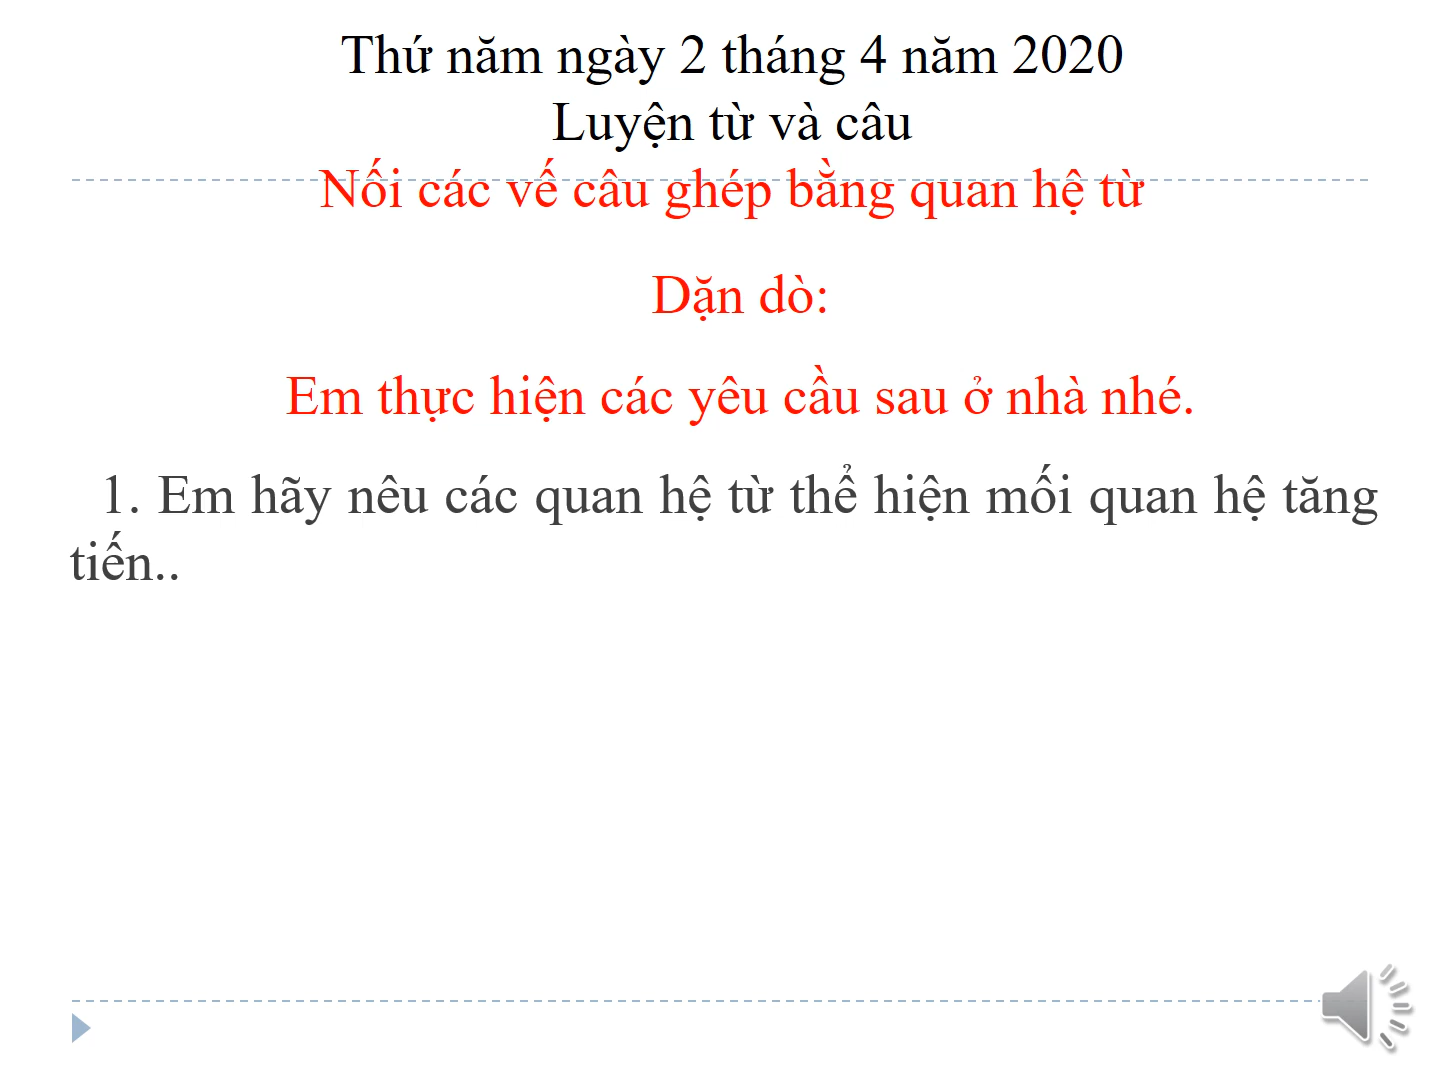 Thứ năm ngày 2 tháng 4 năm 2020
Luyện từ và câu
Nối các vế câu ghép bằng quan hệ từ
Dặn dò:
Em thực hiện các yêu cầu sau ở nhà nhé.
1. Em hãy nêu các quan hệ từ thể hiện mối quan hệ tăng
tiến..